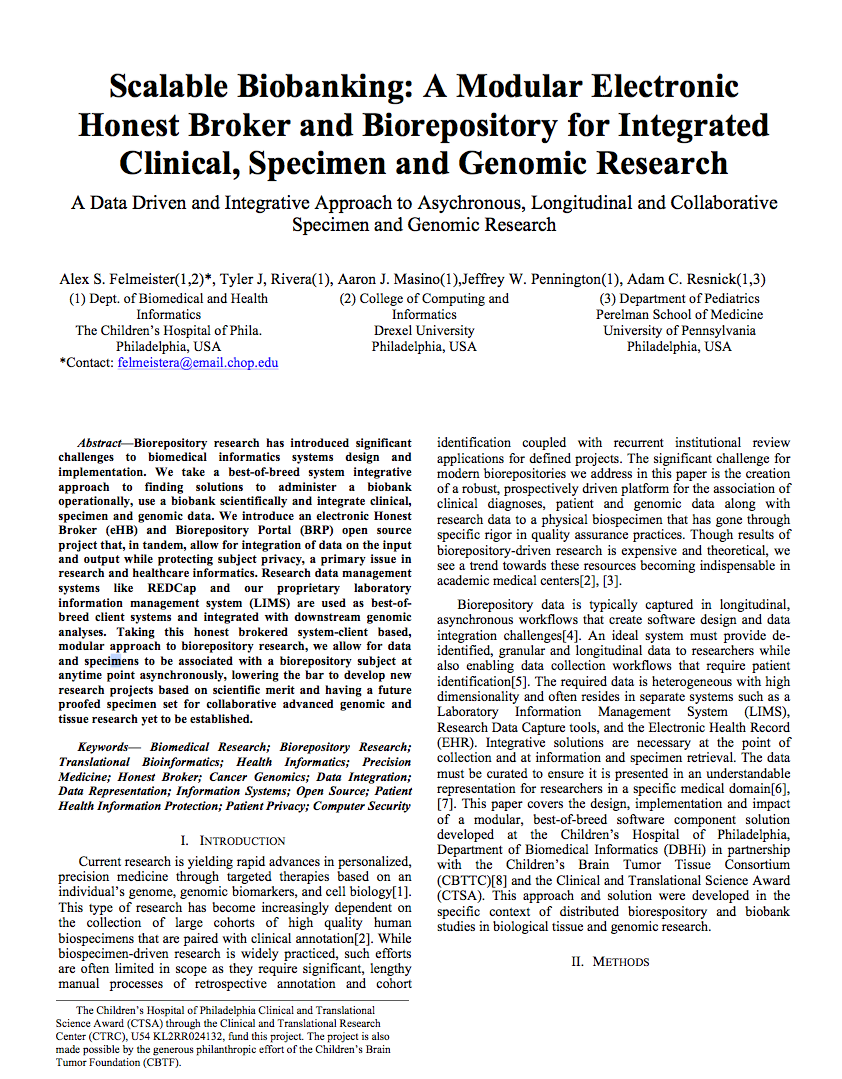 Scalable Biobanking: A Modular Electronic
Honest Broker and Biorepository for Integrated
Clinical, Specimen and Genomic Research
A Data Driven and Integrative Approach to Asychronous, Longitudinal and Collaborative
Specimen and Genomic Research
Alex S. Felmeister(1,2)*, Tyler J, Rivera(1), Aaron J. Masino(1),Jeffrey W. Pennington(1), Adam C. Resnick(1,3)
(1) Dept. of Biomedical and Health
Informatics
The Children's Hospital of Phila.
Philadelphia, USA
*Contact: felmeistera@email.chop.edu
(2) College of Computing and
Informatics
Drexel University
Philadelphia, USA
(3) Department of Pediatrics
Perelman School of Medicine
University of Pennsylvania
Philadelphia, USA
Abstract—Biorepository research has introduced significant
challenges to biomedical informatics systems design and
implementation. We take a best-of-breed system integrative
approach to finding solutions to administer a biobank
operationally, use a biobank scientifically and integrate clinical,
specimen and genomic data. We introduce an electronic Honest
Broker (eHB) and Biorepository Portal (BRP) open source
project that, in tandem, allow for integration of data on the input
and output while protecting subject privacy, a primary issue in
research and healthcare informatics. Research data management
systems like REDCap and our proprietary laboratory
information management system (LIMS) are used as best-of-
breed client systems and integrated with downstream genomic
analyses. Taking this honest brokered system-client based,
modular approach to biorepository research, we allow for data
and specimens to be associated with a biorepository subject at
anytime point asynchronously, lowering the bar to develop new
research projects based on scientific merit and having a future
proofed specimen set for collaborative advanced genomic and
tissue research yet to be established.
Keywords— Biomedical Research; Biorepository Research;
Translational Bioinformatics; Health Informatics; Precision
Medicine; Honest Broker; Cancer Genomics; Data Integration;
Data Representation; Information Systems; Open Source; Patient
Health Information Protection; Patient Privacy; Computer Security
I. INTRODUCTION
Current research is yielding rapid advances in personalized,
precision medicine through targeted therapies based on an
individual's genome, genomic biomarkers, and cell biology[1].
This type of research has become increasingly dependent on
the collection of large cohorts of high quality human
biospecimens that are paired with clinical annotation[2]. While
biospecimen-driven research is widely practiced, such efforts
are often limited in scope as they require significant, lengthy
manual processes of retrospective annotation and cohort
The Children's Hospital of Philadelphia Clinical and Translational
Science Award (CTSA) through the Clinical and Translational Research
Center (CTRC), U54 KL2RR024132, fund this project. The project is also
made possible by the generous philanthropic effort of the Children's Brain
Tumor Foundation (CBTF).
identification coupled with recurrent institutional review
applications for defined projects. The significant challenge for
modern biorepositories we address in this paper is the creation
of a robust, prospectively driven platform for the association of
clinical diagnoses, patient and genomic data along with
research data to a physical biospecimen that has gone through
specific rigor in quality assurance practices. Though results of
biorepository-driven research is expensive and theoretical, we
see a trend towards these resources becoming indispensable in
academic medical centers[2], [3].
Biorepository data is typically captured in longitudinal,
asynchronous workflows that create software design and data
integration challenges[4]. An ideal system must provide de-
identified, granular and longitudinal data to researchers while
also enabling data collection workflows that require patient
identification[5]. The required data is heterogeneous with high
dimensionality and often resides in separate systems such as a
Laboratory Information Management System (LIMS),
Research Data Capture tools, and the Electronic Health Record
(EHR). Integrative solutions are necessary at the point of
collection and at information and specimen retrieval. The data
must be curated to ensure it is presented in an understandable
representation for researchers in a specific medical domain[6],
[7]. This paper covers the design, implementation and impact
of a modular, best-of-breed software component solution
developed at the Children's Hospital of Philadelphia,
Department of Biomedical Informatics (DBHi) in partnership
with the Children's Brain Tumor Tissue Consortium
(CBTTC)[8] and the Clinical and Translational Science Award
(CTSA). This approach and solution were developed in the
specific context of distributed biorespository and biobank
studies in biological tissue and genomic research.
II. METHODS